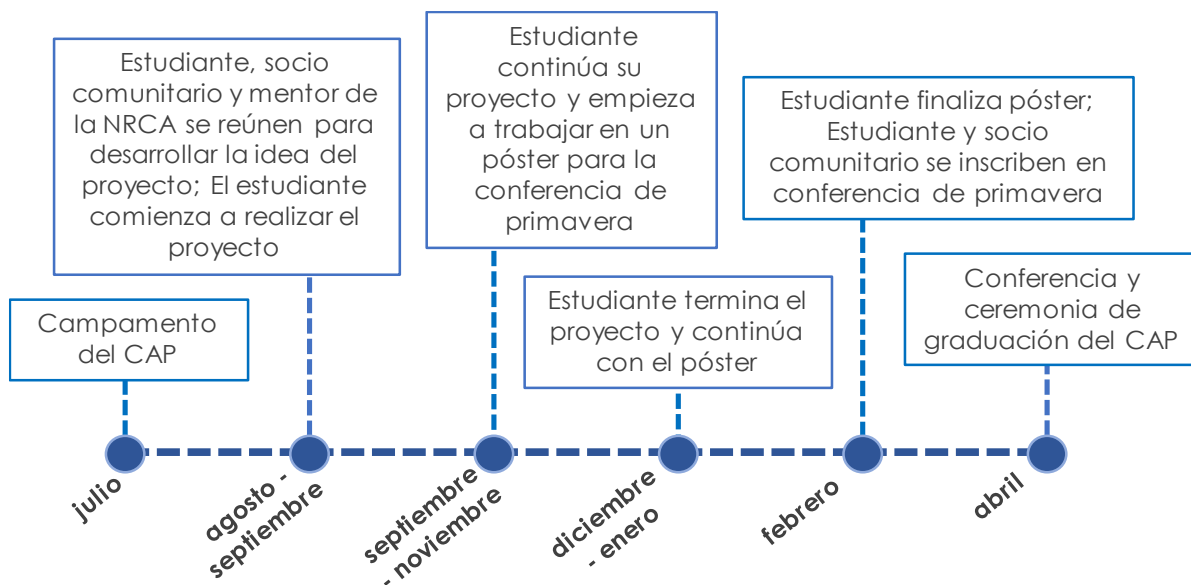 Estudiante, socio
comunitario y mentor de
la NRCA se reúnen para
desarrollar la idea del
proyecto; El estudiante
comienza a realizar el
proyecto
Estudiante
continúa su
proyecto y empieza
a trabajar en un
póster para la
conferencia de
primavera
Estudiante finaliza póster;
Estudiante y socio
comunitario se inscriben en
conferencia de primavera
Campamento
del CAP
Estudiante termina el
proyecto y continúa
con el póster
Conferencia y
ceremonia de
graduación del CAP
julio
agosto -
septiembre
septiembre
- noviembre
diciembre
- enero
febrero
abril